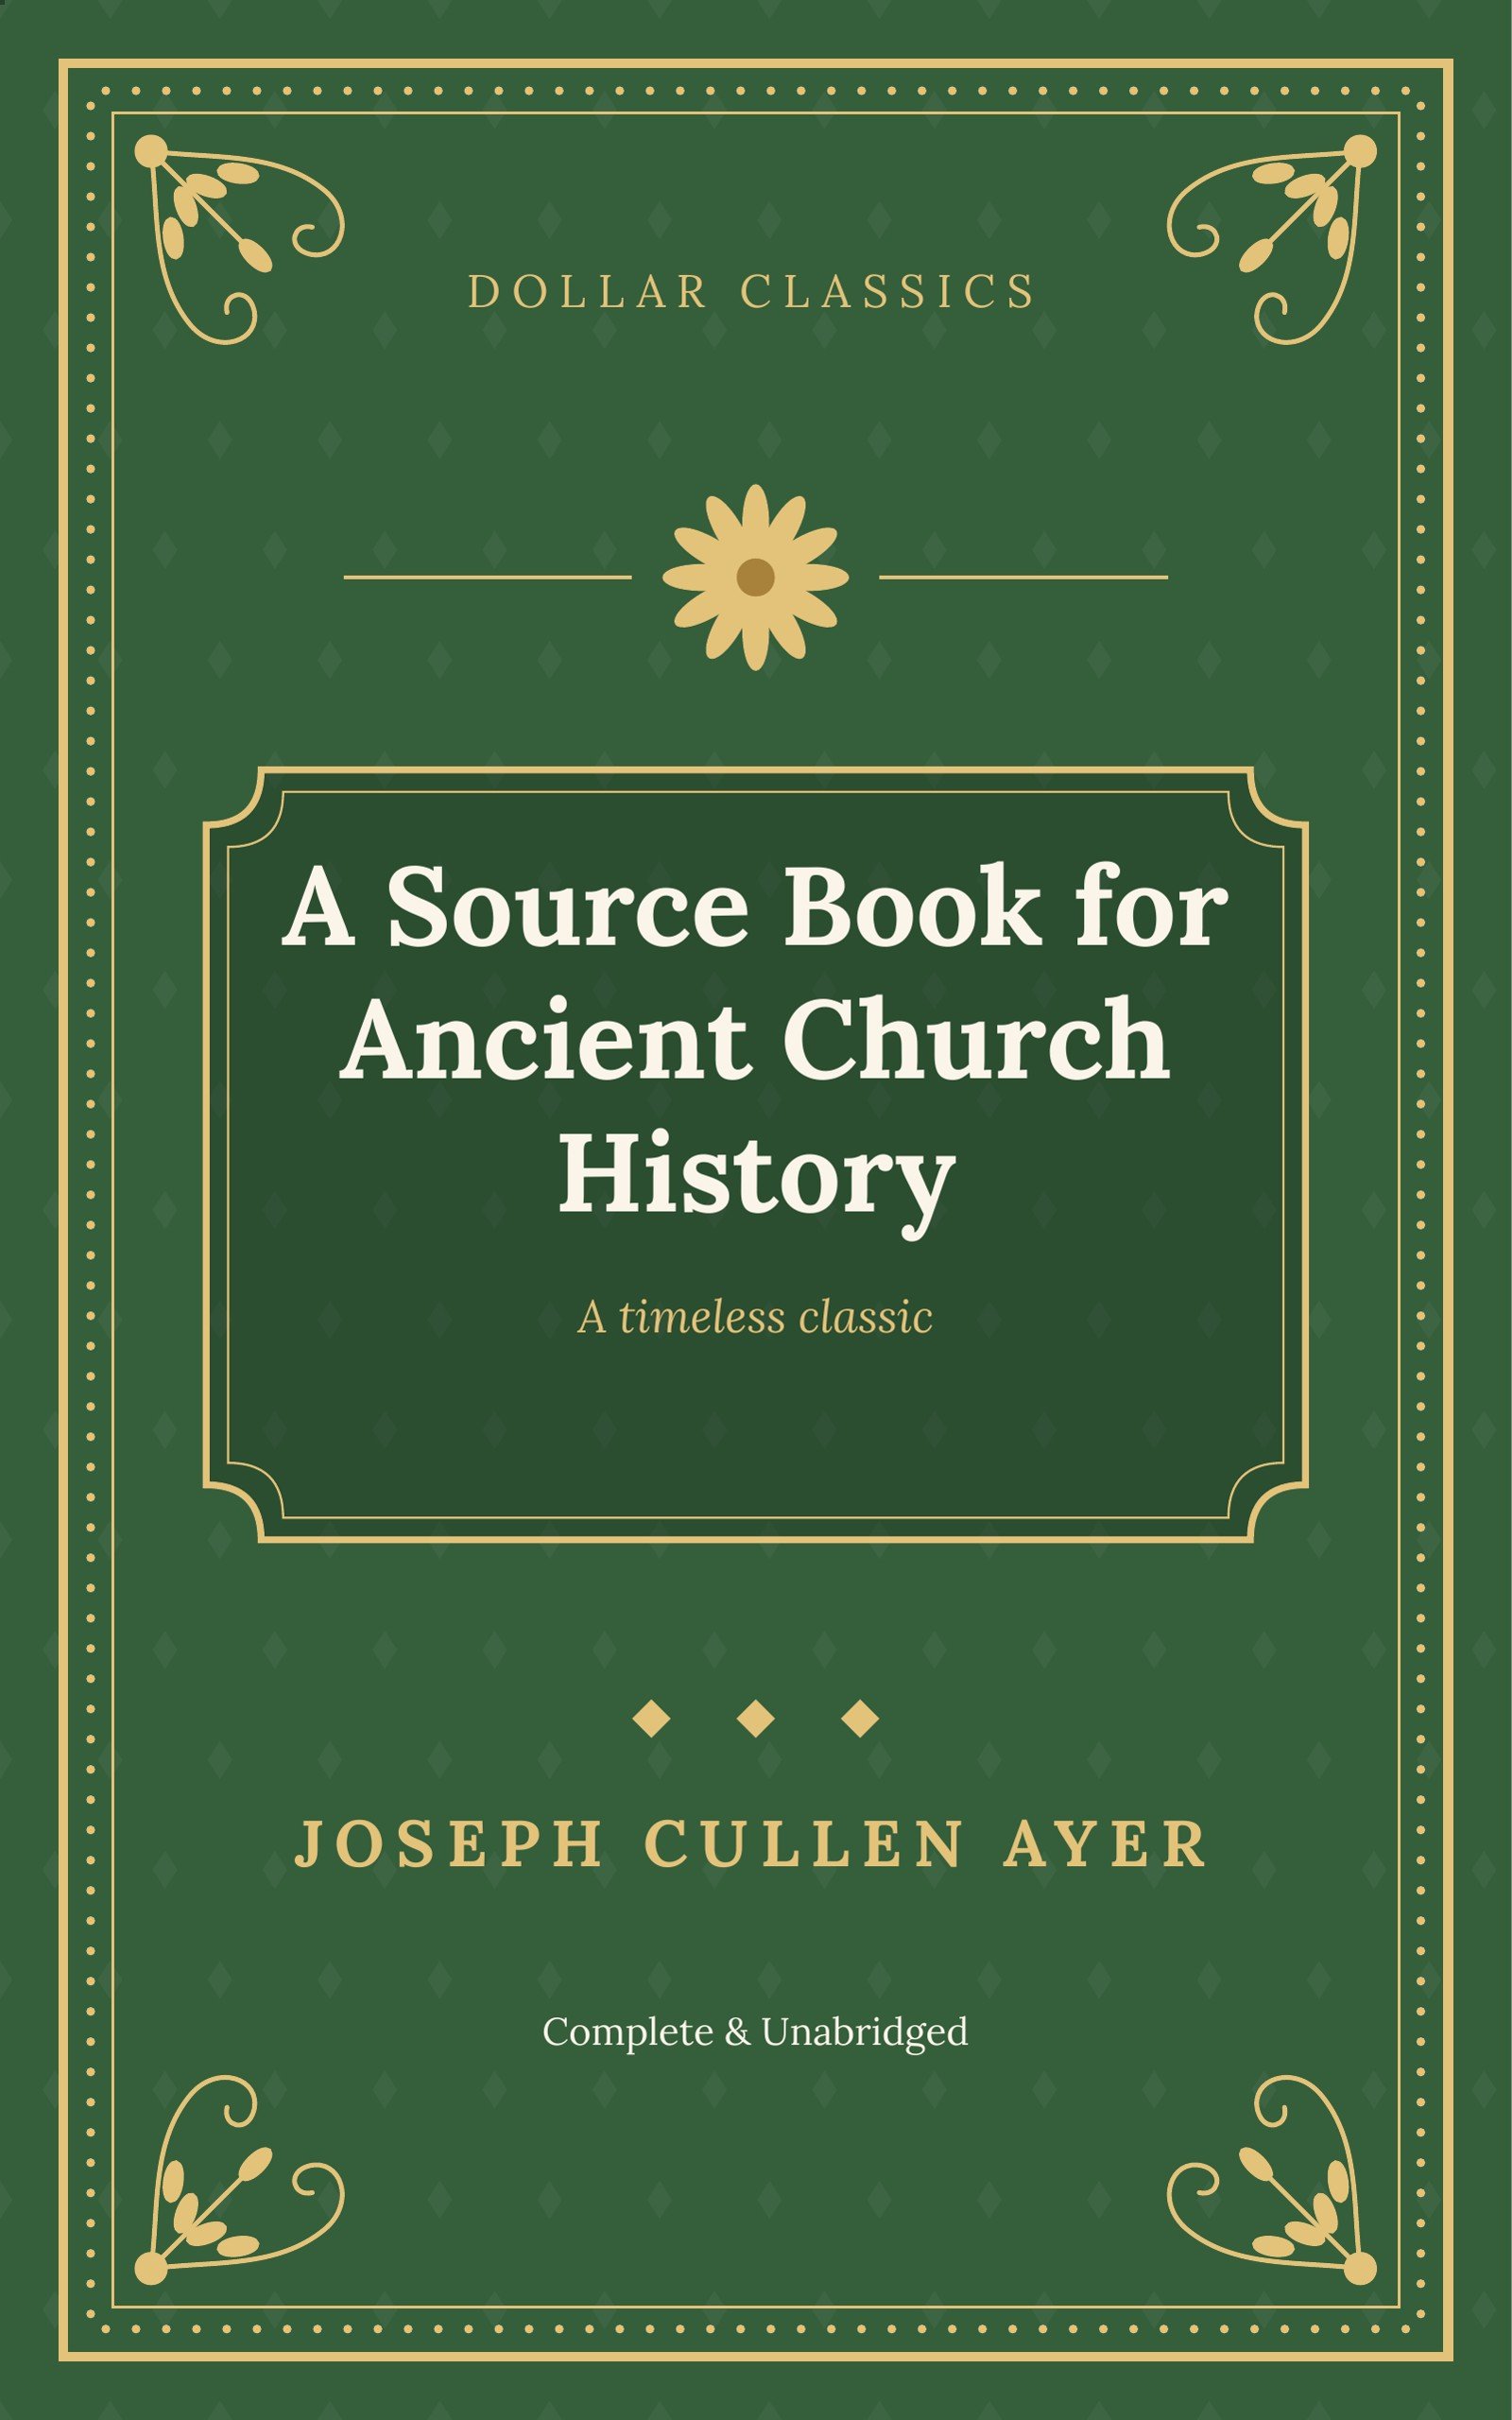 DOLLAR CLASSICS
A Source Book for
Ancient Church
History
A timeless classic
JOSEPH CULLEN AYER
Complete & Unabridged